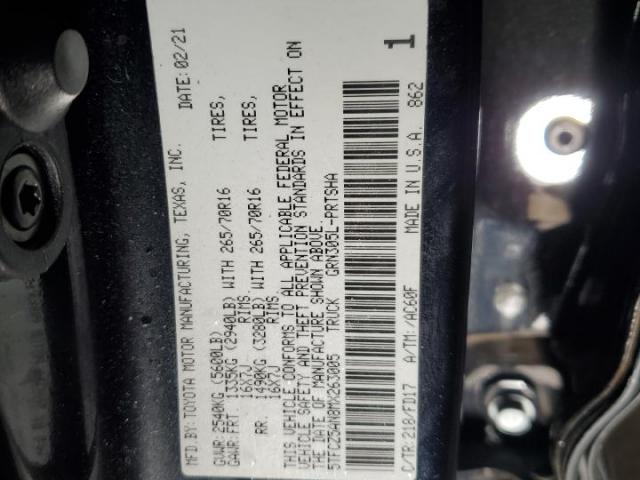 MFD. BY: TOYOTA MOTOR MANUFACTURING, TEXAS, INC. DATE: 02/21
GVWR: 2540KG (5600LB)
GAWR: FRT. 1335KG (2940LB) WITH 265/70R16 TIRES,
16X7J RIMS
RR 1490KG (3280LB) WITH 265/70R16 TIRES,
16X7J RIMS
THIS VEHICLE CONFORMS TO ALL APPLICABLE FEDERAL MOTOR
VEHICLE SAFETY AND THEFT PREVENTION STANDARDS IN EFFECT ON
THE DATE OF MANUFACTURE SHOWN ABOVE.
5TFCZ5AN8MX263005 TRUCK GRN305L-PRTSHA
1
C/TR: 218/FD17 A/TM: /AC60F MADE IN U.S.A. 862